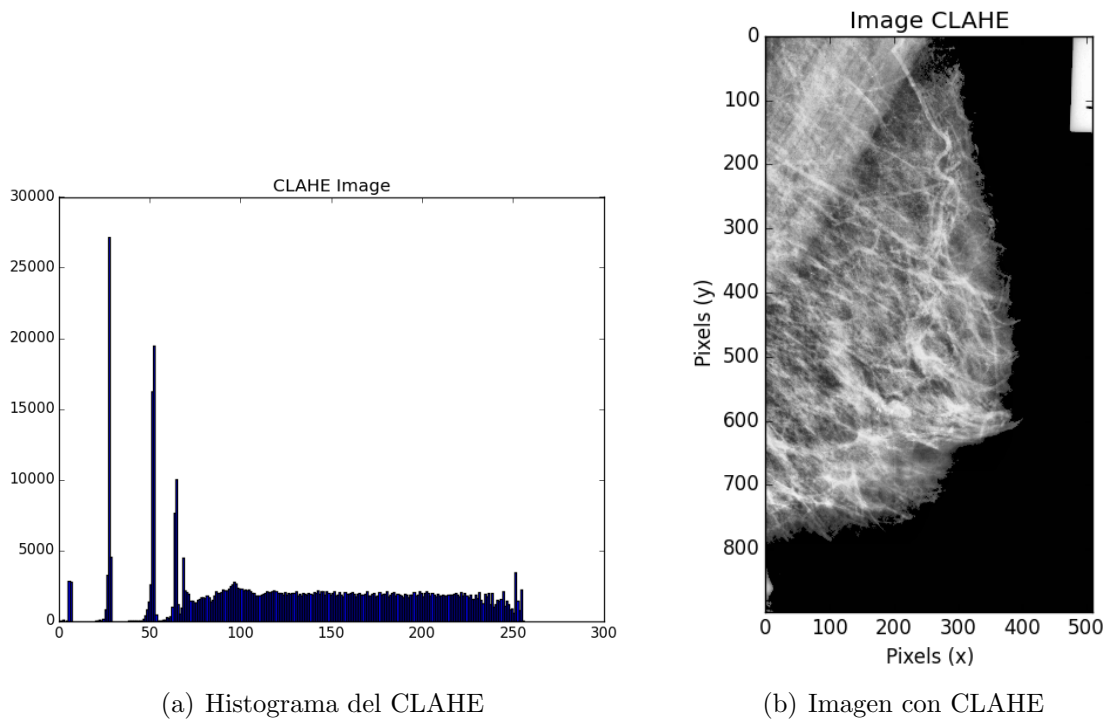 CLAHE Image
30000
25000
20000
15000
10000
5000
0
0 50 100 150 200 250 300
(a) Histograma del CLAHE
Image CLAHE
0
100
200
300
400
500
600
700
800
Pixels (y)
0 100 200 300 400 500
Pixels (x)
(b) Imagen con CLAHE